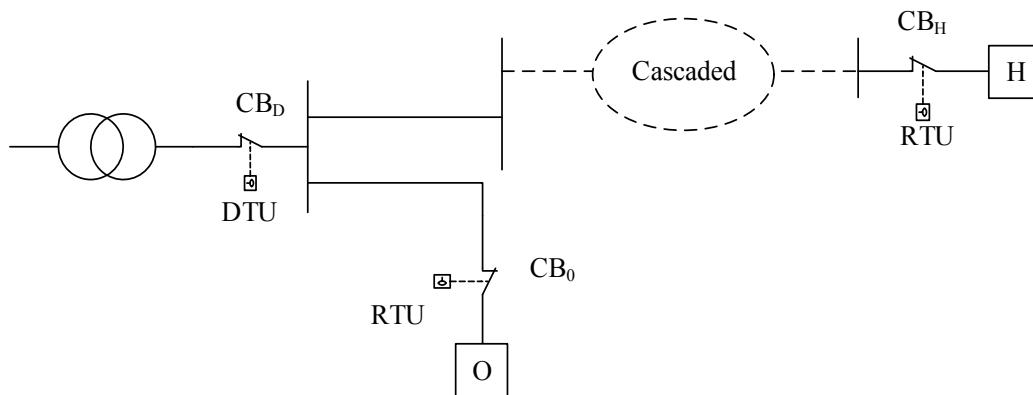 CB_H
Cascaded
H
CB_D
RTU
DTU
CB_0
RTU
O